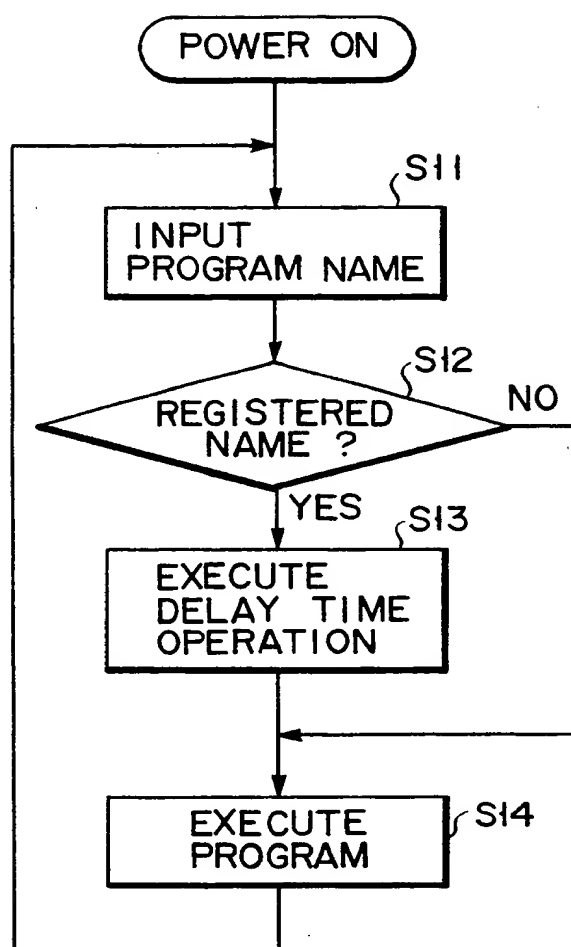 POWER ON
S11
INPUT
PROGRAM NAME
S12
REGISTERED
NAME ?
NO
YES
S13
EXECUTE
DELAY TIME
OPERATION
S14
EXECUTE
PROGRAM